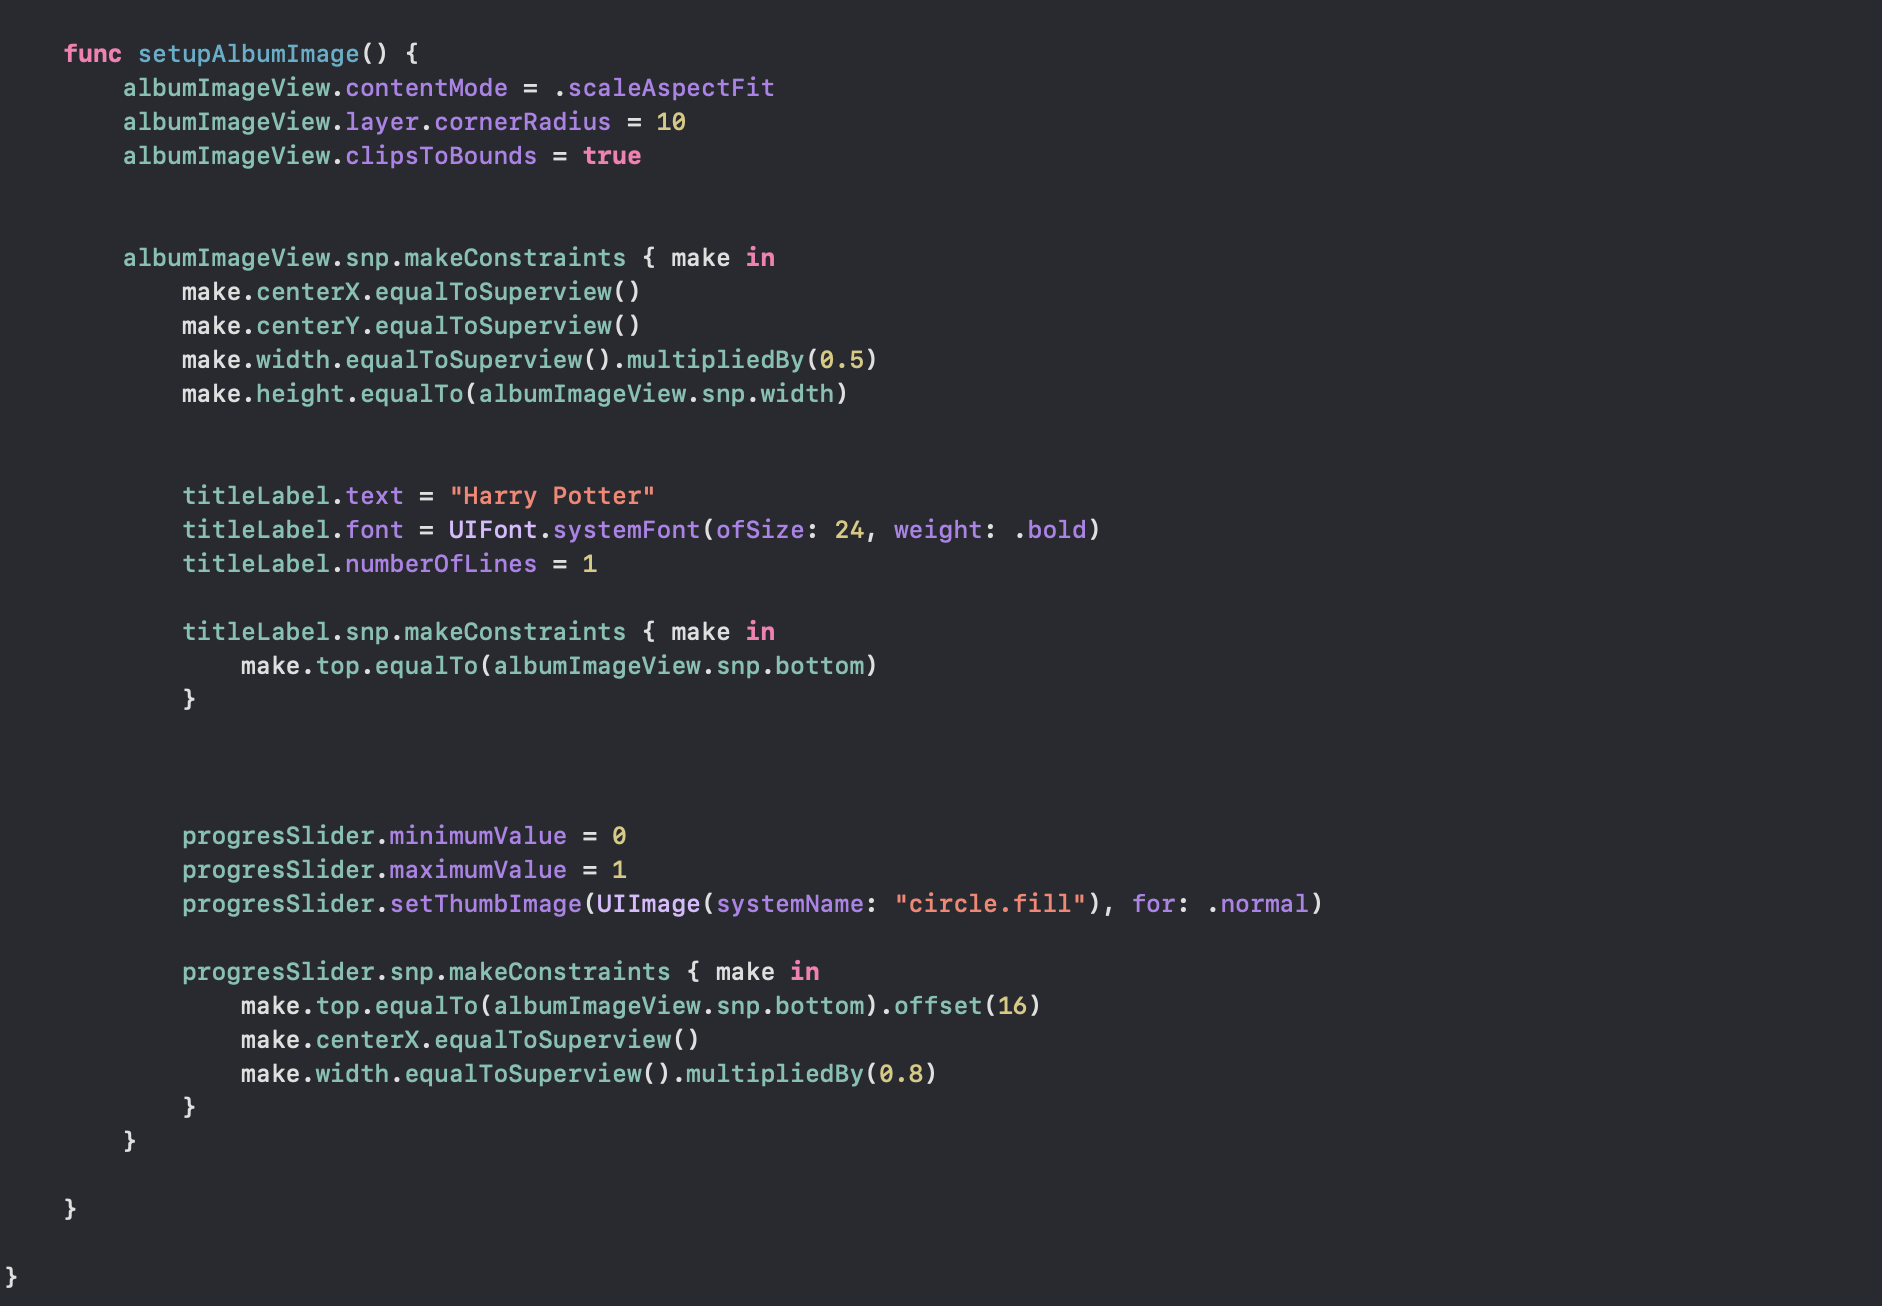 func setupAlbumImage() {
albumImageView.contentMode = .scaleAspectFit
albumImageView.layer.cornerRadius = 10
albumImageView.clipsToBounds = true
albumImageView.snp.makeConstraints { make in
make.centerX.equalToSuperview()
make.centerY.equalToSuperview()
make.width.equalToSuperview().multipliedBy(0.5)
make.height.equalTo(albumImageView.snp.width)
titleLabel.text = "Harry Potter"
titleLabel.font = UIFont.systemFont(ofSize: 24, weight: .bold)
titleLabel.numberOfLines = 1
titleLabel.snp.makeConstraints { make in
make.top.equalTo(albumImageView.snp.bottom)
}
progresSlider.minimumValue = 0
progresSlider.maximumValue = 1
progresSlider.setThumbImage(UIImage(systemName: "circle.fill"), for: .normal)
progresSlider.snp.makeConstraints { make in
make.top.equalTo(albumImageView.snp.bottom).offset(16)
make.centerX.equalToSuperview()
make.width.equalToSuperview().multipliedBy(0.8)
}
}
}
}